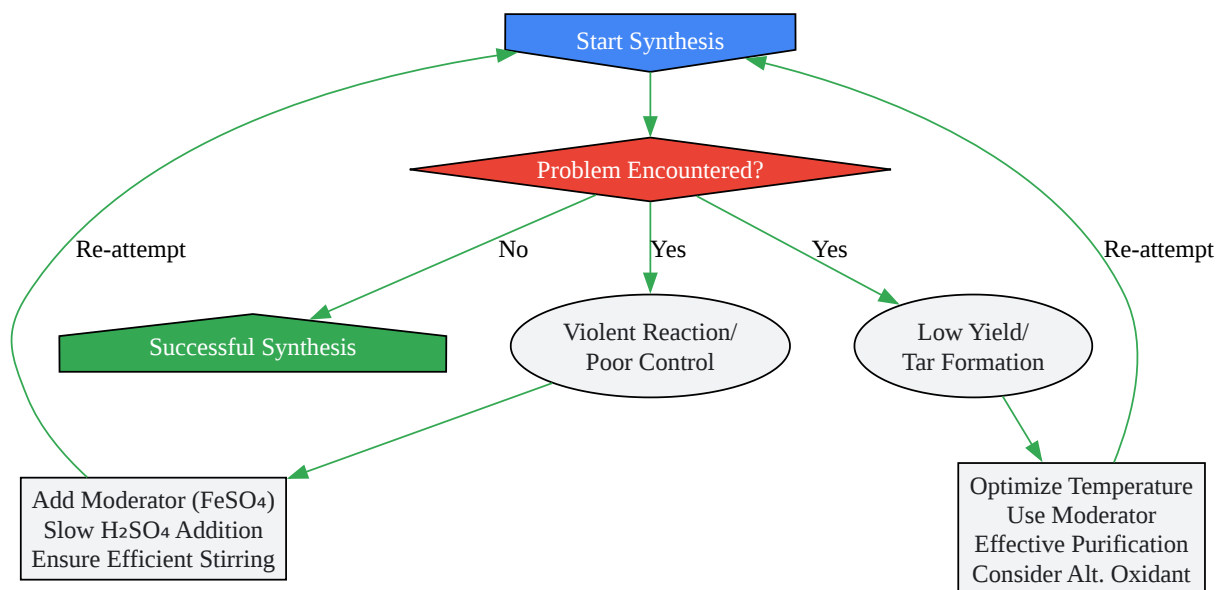 Start Synthesis
Problem Encountered?
Re-attempt
No
Yes
Yes
Re-attempt
Successful Synthesis
Violent Reaction/
Poor Control
Low Yield/
Tar Formation
Add Moderator (FeSO₄)
Slow H₂SO₄ Addition
Ensure Efficient Stirring
Optimize Temperature
Use Moderator
Effective Purification
Consider Alt. Oxidant